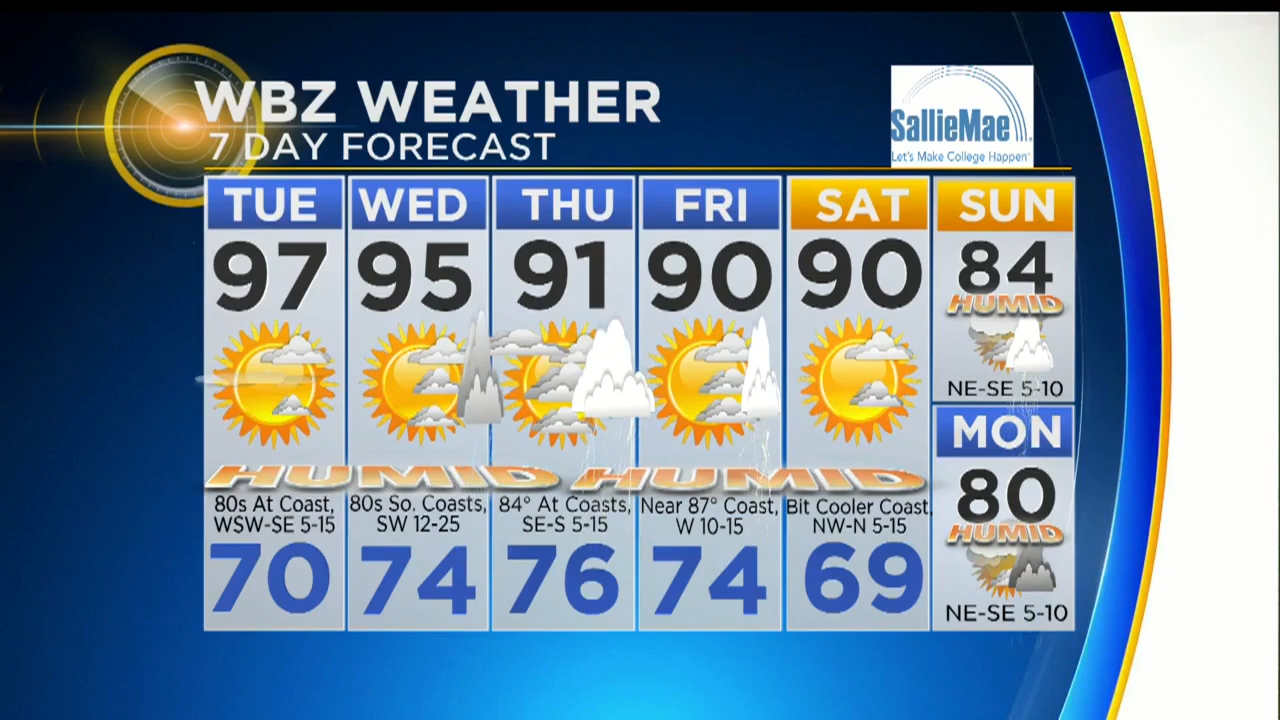 WBZ WEATHER
7 DAY FORECAST
SallieMae
Let's Make College Happen
TUE
97
WED
95
THU
91
FRI
90
SAT
90
SUN
84
HUMID
NE-SE 5-10
MON
80
HUMID
NE-SE 5-10
HUMID
HUMID
80s At Coast,
WSW-SE 5-15
70
80s So. Coasts,
SW 12-25
74
84° At Coasts,
SE-S 5-15
76
Near 87° Coast,
W 10-15
74
Bit Cooler Coast,
NW-N 5-15
69